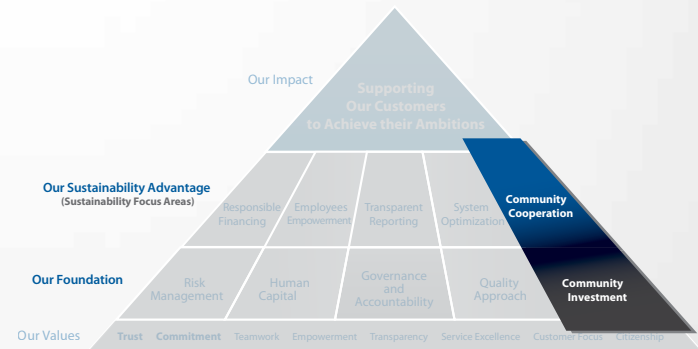 Our Impact
Supporting
Our Customers
to Achieve their Ambitions
Our Sustainability Advantage
(Sustainability Focus Areas)
Responsible
Financing
Employees
Empowerment
Transparent
Reporting
System
Optimization
Community
Cooperation
Our Foundation
Risk
Management
Human
Capital
Governance
and
Accountability
Quality
Approach
Community
Investment
Our Values
Trust Commitment Teamwork Empowerment Transparency Service Excellence Customer Focus Citizenship